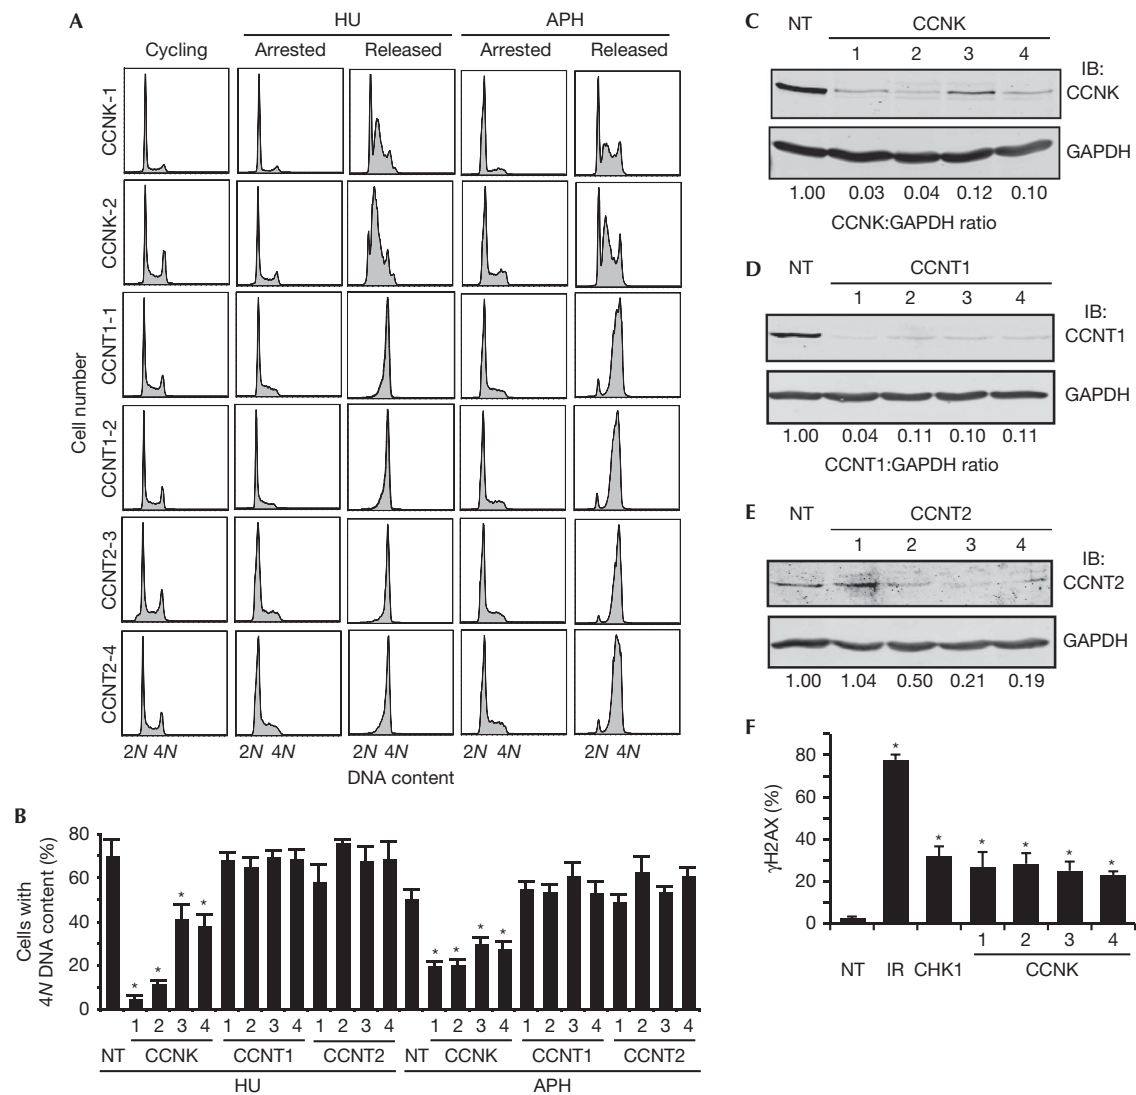 A
HU
APH
Cycling
Arrested
Released
Arrested
Released
CCNK-1
CCNK-2
CCNT1-1
CCNT1-2
CCNT2-3
CCNT2-4
Cell number
2N 4N
2N 4N
2N 4N
2N 4N
2N 4N
DNA content
B
Cells with
4N DNA content (%)
80
60
40
20
0
* * * * * * * *
1 2 3 4 1 2 3 4 1 2 3 4 1 2 3 4 1 2 3 4 1 2 3 4
NT CCNK CCNT1 CCNT2 NT CCNK CCNT1 CCNT2
HU APH
C
NT CCNK
1 2 3 4
IB:
CCNK
GAPDH
1.00 0.03 0.04 0.12 0.10
CCNK:GAPDH ratio
D
NT CCNT1
1 2 3 4
IB:
CCNT1
GAPDH
1.00 0.04 0.11 0.10 0.11
CCNT1:GAPDH ratio
E
NT CCNT2
1 2 3 4
IB:
CCNT2
GAPDH
1.00 1.04 0.50 0.21 0.19
F
γH2AX (%)
80
60
40
20
0
* * * * * *
1 2 3 4
NT IR CHK1 CCNK